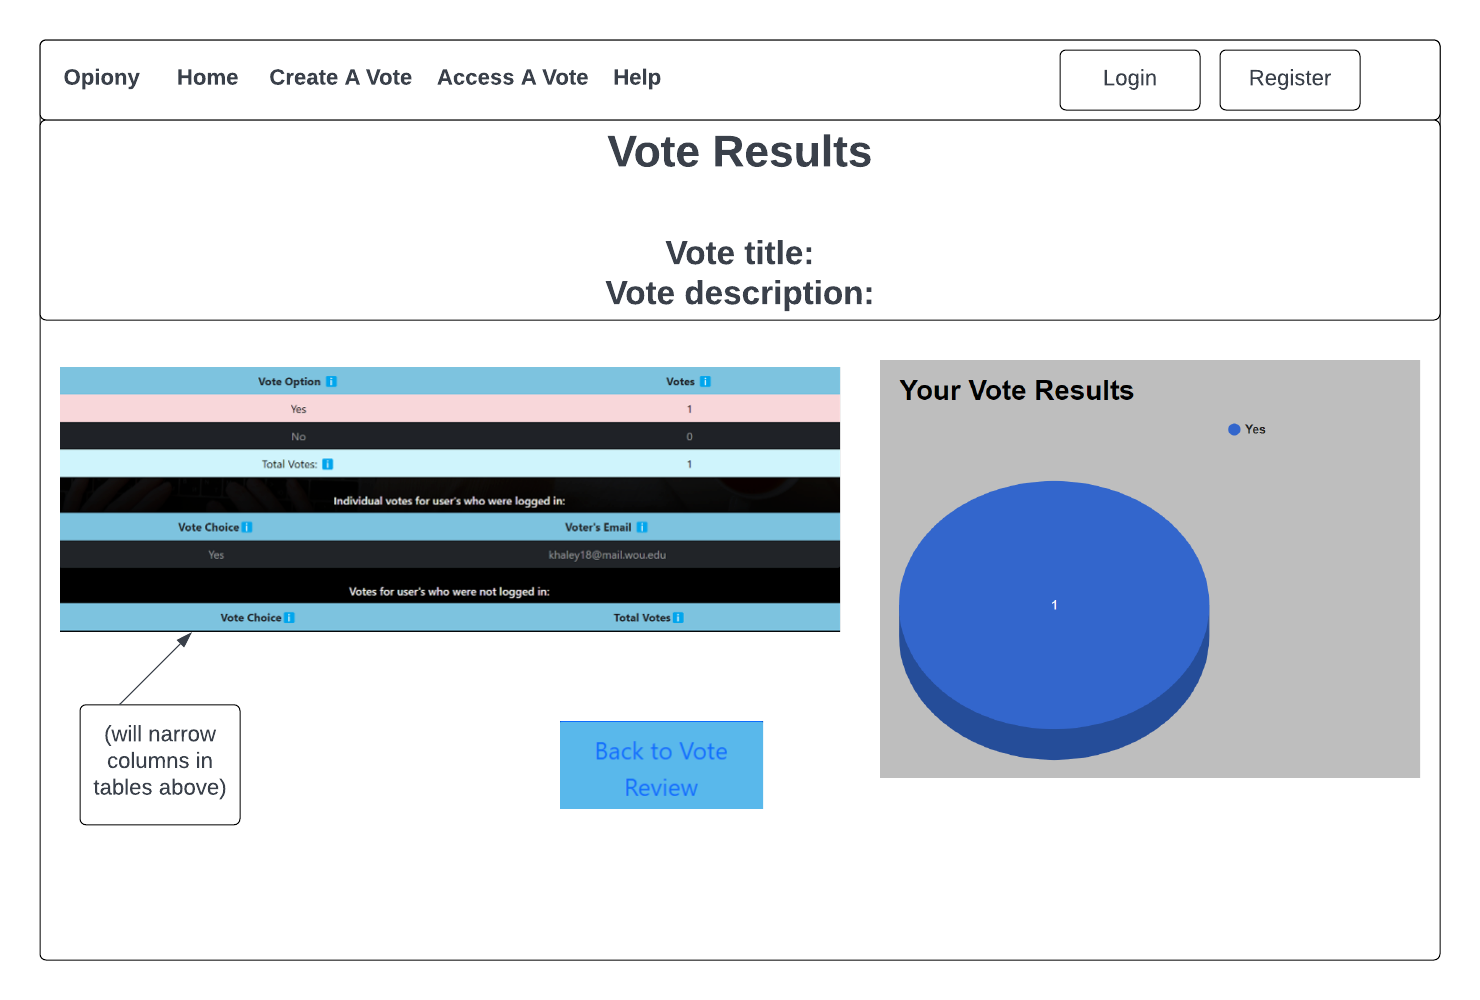 Opiony Home Create A Vote Access A Vote Help Login Register
Vote Results
Vote title:
Vote description:
Vote Option i Votes i
Yes 1
No 0
Total Votes: i 1
Individual votes for user's who were logged in:
Vote Choice i Voter's Email i
Yes khaley18@mail.wou.edu
Votes for user's who were not logged in:
Vote Choice i Total Votes i
(will narrow
columns in
tables above)
Back to Vote
Review
Your Vote Results
Yes
1